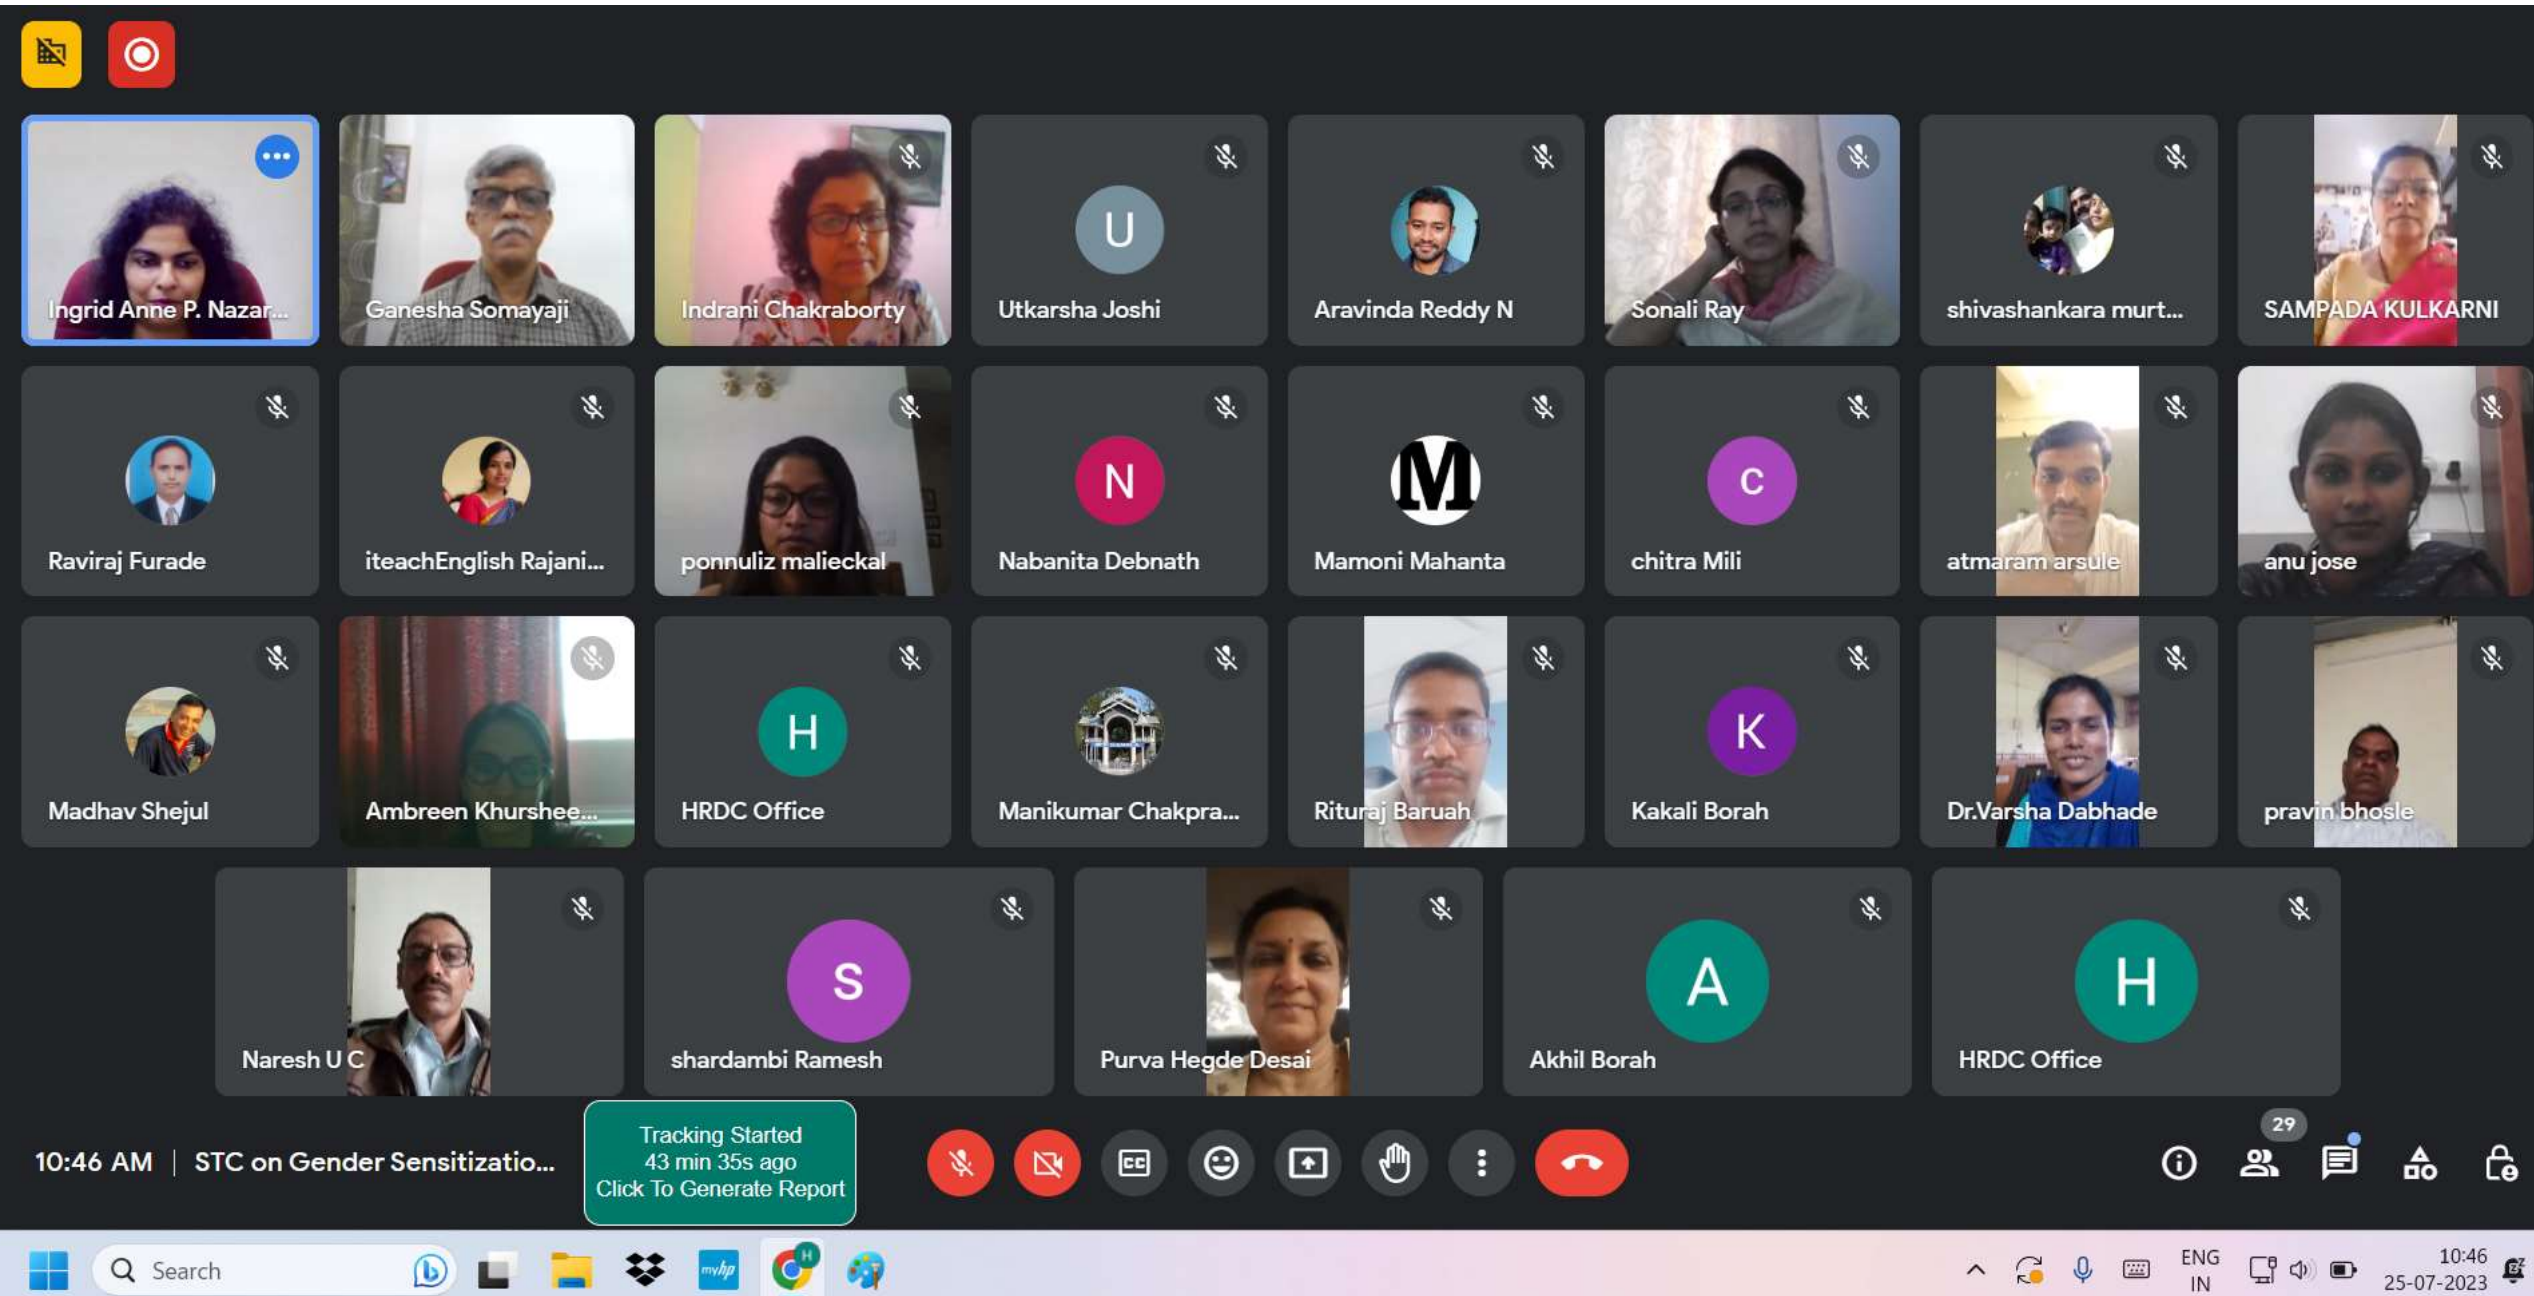 Ingrid Anne P. Nazar...
Ganesha Somayaji
Indrani Chakraborty
U
Utkarsha Joshi
Aravinda Reddy N
Sonali Ray
shivashankara murt...
SAMPADA KULKARNI
Raviraj Furade
iteachEnglish Rajani...
ponnuliz malieckal
N
Nabanita Debnath
M
Mamoni Mahanta
c
chitra Mili
atmaram arsule
anu jose
Madhav Shejul
Ambreen Khurshee...
H
HRDC Office
Manikumar Chakpra...
Rituraj Baruah
K
Kakali Borah
Dr.Varsha Dabhade
pravin bhosle
Naresh U C
S
shardambi Ramesh
Purva Hegde Desai
A
Akhil Borah
H
HRDC Office
10:46 AM | STC on Gender Sensitizatio...
Tracking Started
43 min 35s ago
Click To Generate Report
CC
29
Search
myhp
H
ENG
IN
10:46
25-07-2023